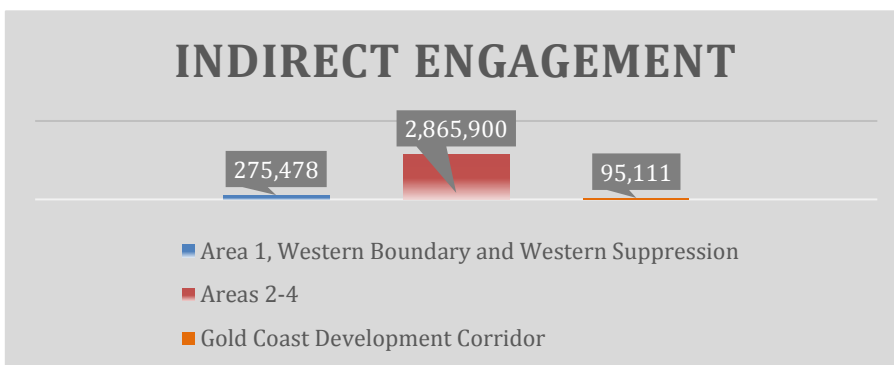 INDIRECT ENGAGEMENT
2,865,900
275,478
95,111
Area 1, Western Boundary and Western Suppression
Areas 2-4
Gold Coast Development Corridor